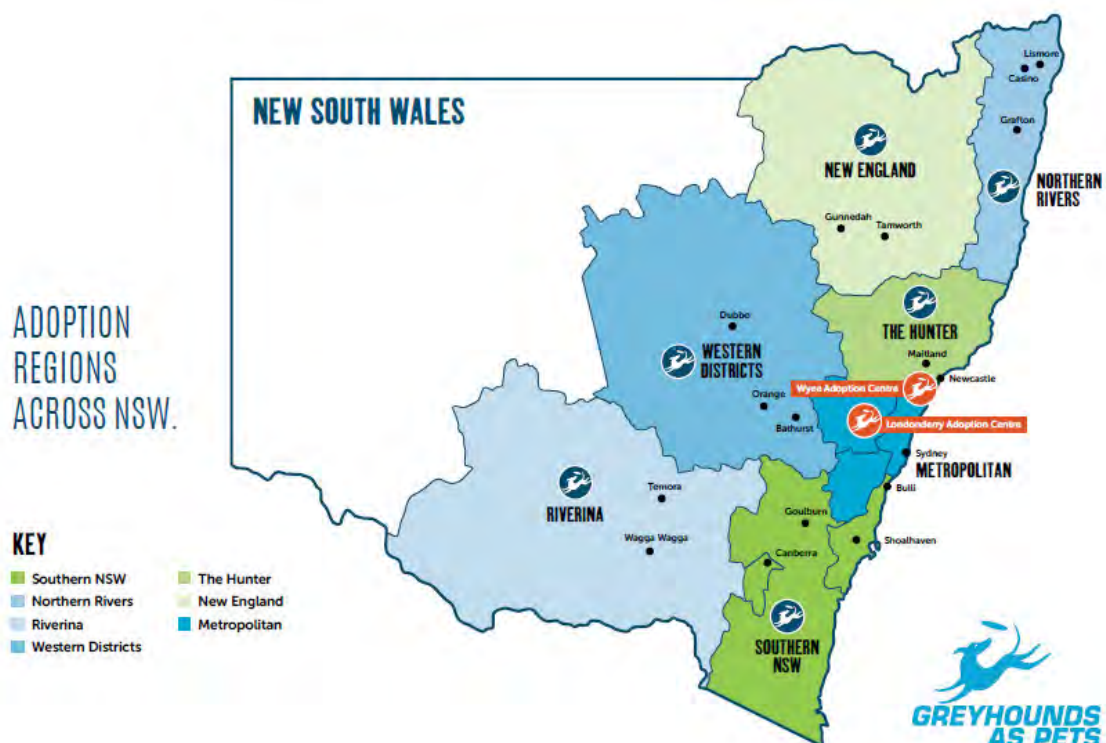 NEW SOUTH WALES
Lismore
Casino
Grafton
NEW ENGLAND
NORTHERN
RIVERS
Gunnedah
Tamworth
ADOPTION
REGIONS
ACROSS NSW.
THE HUNTER
Dubbo
Maitland
WESTERN
DISTRICTS
Newcastle
Wyee Adoption Centre
Orange
Bathurst
Londonderry Adoption Centre
Sydney
METROPOLITAN
Bulli
Temora
RIVERINA
Goulburn
Wagga Wagga
Shoalhaven
Canberra
SOUTHERN
NSW
KEY
Southern NSW
Northern Rivers
Riverina
Western Districts
The Hunter
New England
Metropolitan
GREYHOUNDS
AS PETS